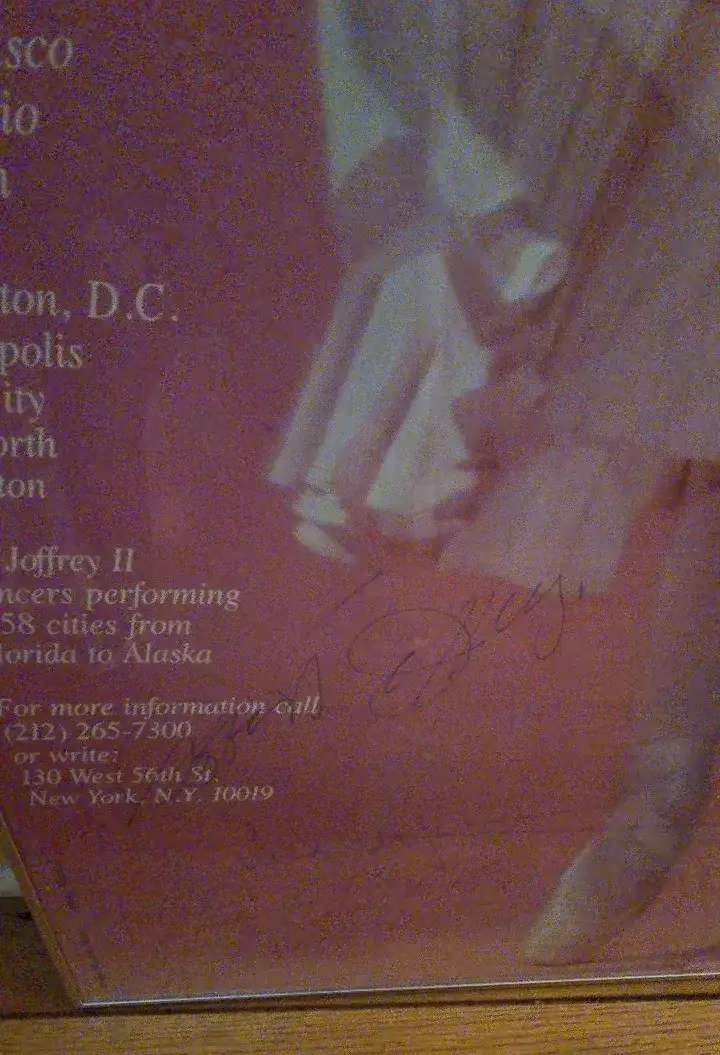 sco
io
n
ton, D.C.
polis
ity
orth
ton
Joffrey II
ncers performing
58 cities from
lorida to Alaska
For more information call
(212) 265-7300
or write:
130 West 56th St.
New York, N.Y. 10019